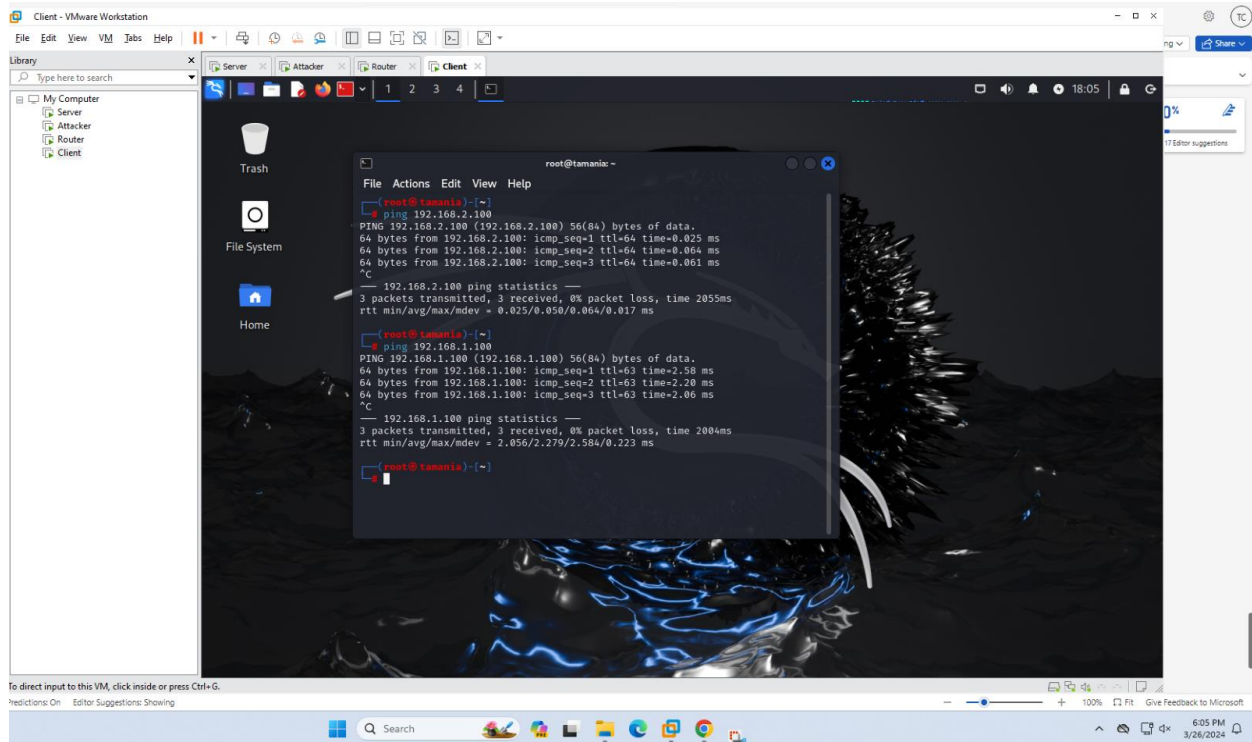 Client - VMware Workstation
TC
File Edit View VM Tabs Help
Share
Library
Type here to search
My Computer
Server
Attacker
Router
Client
Server
Attacker
Router
Client
1 2 3 4
18:05
Trash
File System
Home
root@tamania: ~
File Actions Edit View Help
(root㉿tamania)-[~]
# ping 192.168.2.100
PING 192.168.2.100 (192.168.2.100) 56(84) bytes of data.
64 bytes from 192.168.2.100: icmp_seq=1 ttl=64 time=0.025 ms
64 bytes from 192.168.2.100: icmp_seq=2 ttl=64 time=0.064 ms
64 bytes from 192.168.2.100: icmp_seq=3 ttl=64 time=0.061 ms
^C
— 192.168.2.100 ping statistics —
3 packets transmitted, 3 received, 0% packet loss, time 2055ms
rtt min/avg/max/mdev = 0.025/0.050/0.064/0.017 ms
(root㉿tamania)-[~]
# ping 192.168.1.100
PING 192.168.1.100 (192.168.1.100) 56(84) bytes of data.
64 bytes from 192.168.1.100: icmp_seq=1 ttl=63 time=2.58 ms
64 bytes from 192.168.1.100: icmp_seq=2 ttl=63 time=2.20 ms
64 bytes from 192.168.1.100: icmp_seq=3 ttl=63 time=2.06 ms
^C
— 192.168.1.100 ping statistics —
3 packets transmitted, 3 received, 0% packet loss, time 2004ms
rtt min/avg/max/mdev = 2.056/2.279/2.584/0.223 ms
(root㉿tamania)-[~]
#
0%
17 Editor suggestions
To direct input to this VM, click inside or press Ctrl+G.
Predictions: On Editor Suggestions: Showing
100% Fit Give Feedback to Microsoft
Search
6:05 PM
3/26/2024